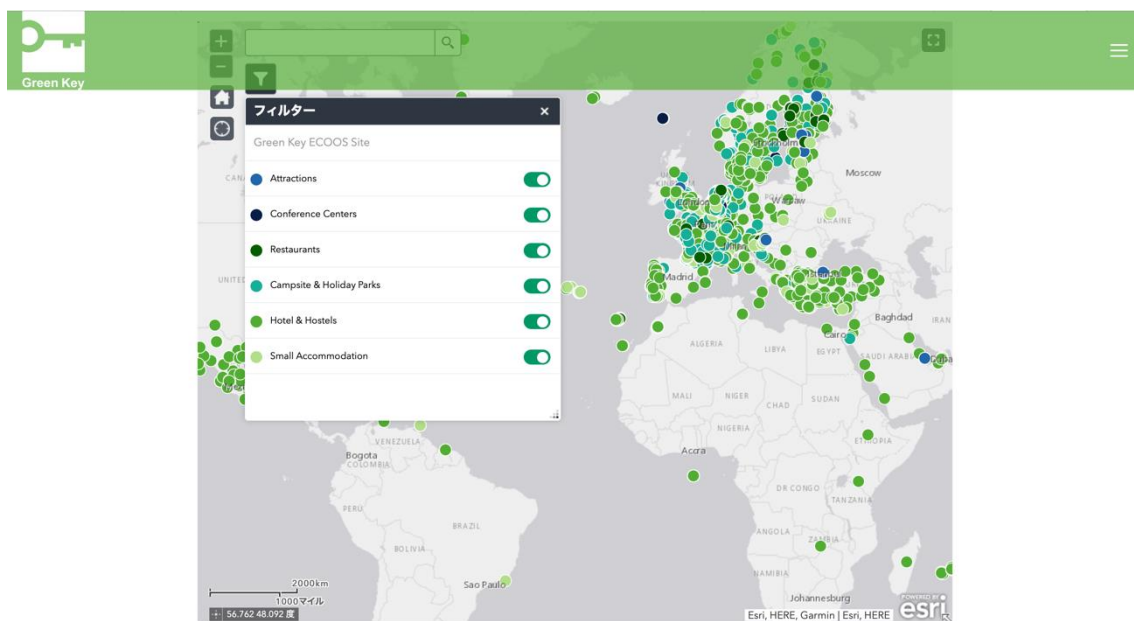 Green Key
フィルター
×
Green Key ECOOS Site
Attractions
Conference Centers
Restaurants
Campsite & Holiday Parks
Hotel & Hostels
Small Accommodation
Stockholm
Moscow
London
Warsaw
UKRAINE
Paris
Milan
Madrid
UNITED
Baghdad
IRAN
Cairo
ALGERIA
LIBYA
EGYPT
SAUDI ARABIA
Dubai
MALI
NIGER
CHAD
SUDAN
NIGERIA
ETHIOPIA
VENEZUELA
Bogota
COLOMBIA
Accra
DR CONGO
TANZANIA
PERU
BRAZIL
ANGOLA
ZAMBIA
BOLIVIA
NAMIBIA
Sao Paulo
Johannesburg
2000km
1000マイル
56.762 48.092 度
Esri, HERE, Garmin | Esri, HERE
POWERED BY
esri